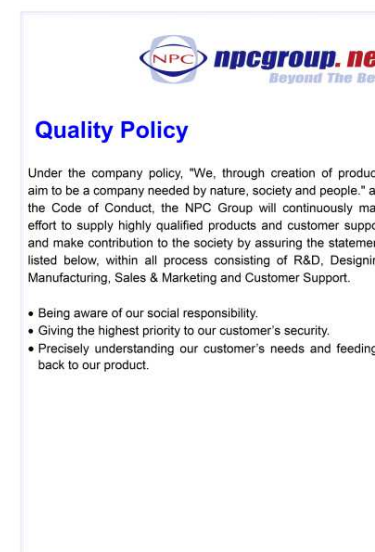 NPC npcgroup. ne
Beyond The Be
Quality Policy
Under the company policy, "We, through creation of produc
aim to be a company needed by nature, society and people." a
the Code of Conduct, the NPC Group will continuously ma
effort to supply highly qualified products and customer suppo
and make contribution to the society by assuring the statemen
listed below, within all process consisting of R&D, Designin
Manufacturing, Sales & Marketing and Customer Support.
• Being aware of our social responsibility.
• Giving the highest priority to our customer's security.
• Precisely understanding our customer's needs and feeding
back to our product.